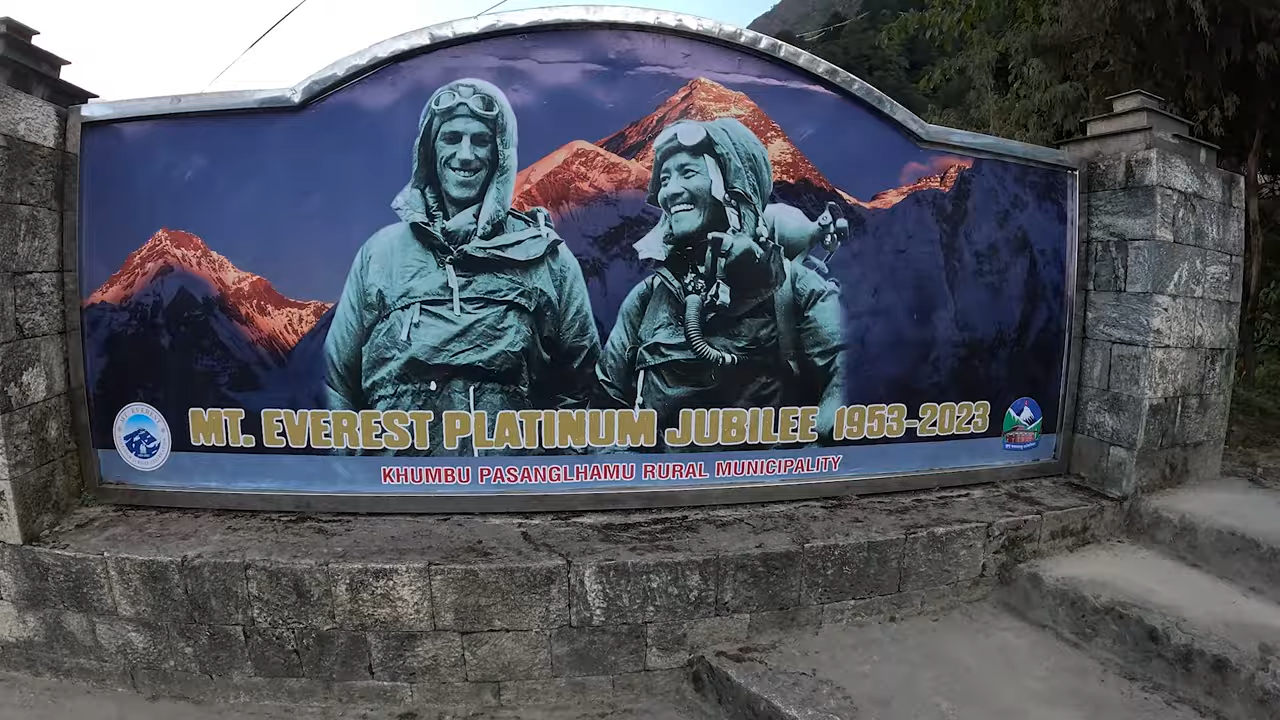 MT. EVEREST PLATINUM JUBILEE 1953-2023
KHUMBU PASANGLHAMU RURAL MUNICIPALITY